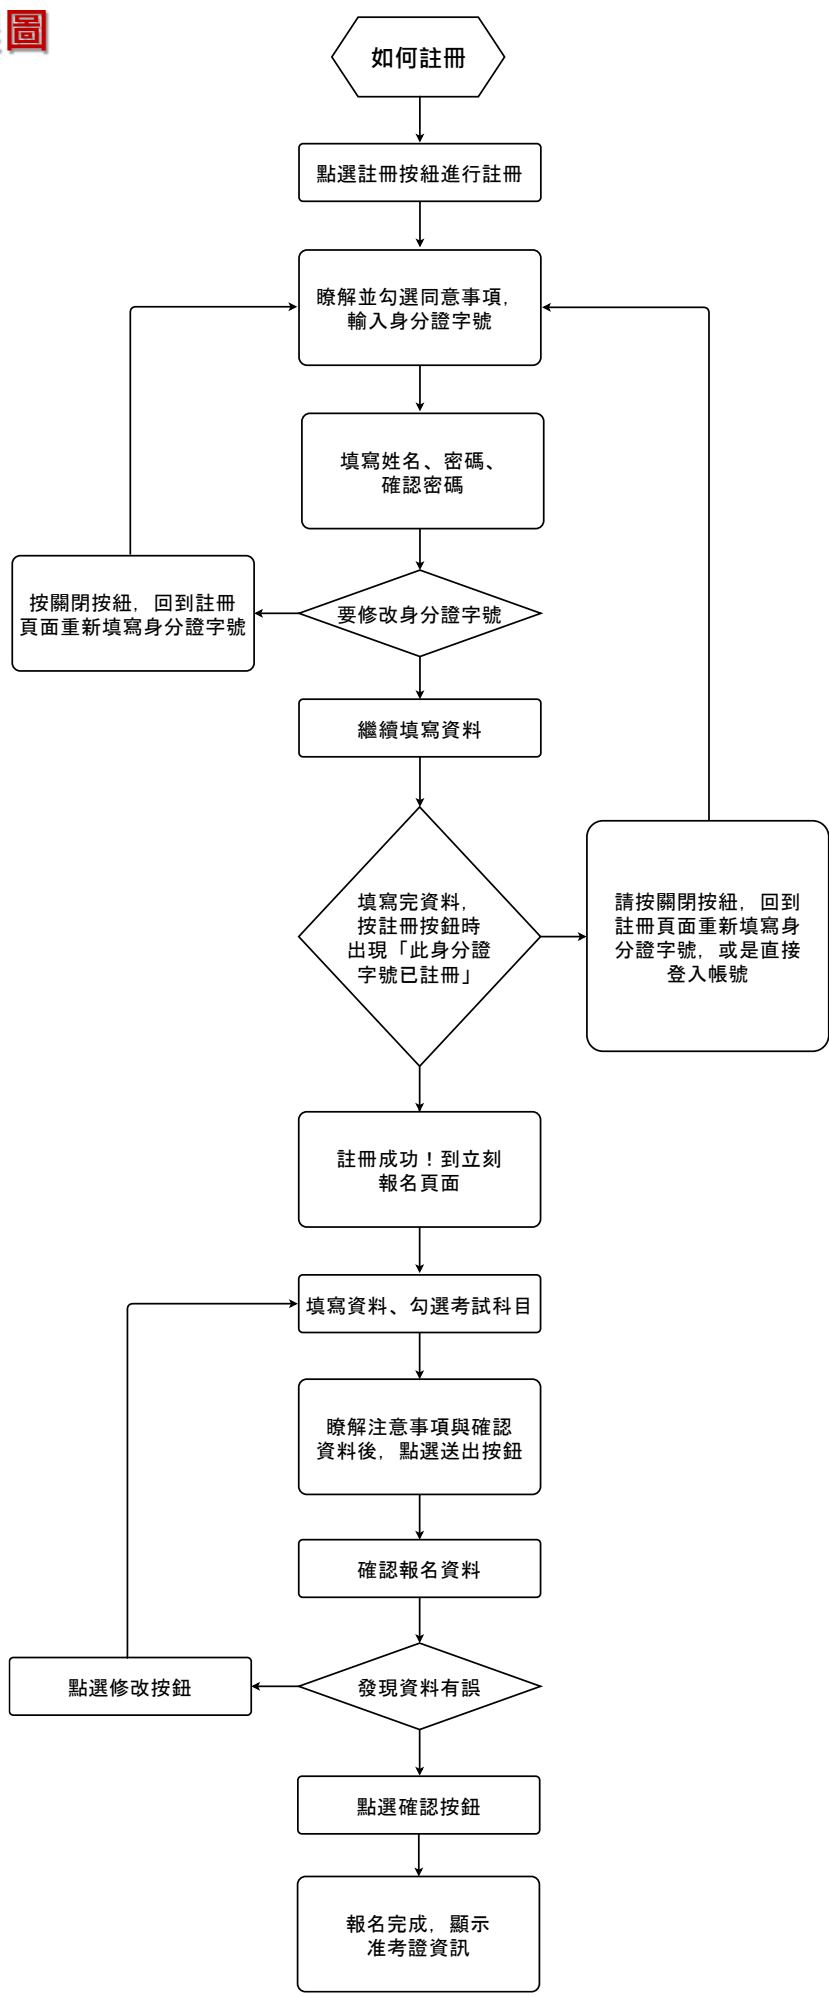 圖
如何註冊
點選註冊按紐進行註冊
瞭解並勾選同意事項，
輸入身分證字號
填寫姓名、密碼、
確認密碼
按關閉按紐，回到註冊
頁面重新填寫身分證字號
要修改身分證字號
繼續填寫資料
填寫完資料，
按註冊按鈕時
出現「此身分證
字號已註冊」
請按關閉按紐，回到
註冊頁面重新填寫身
分證字號，或是直接
登入帳號
註冊成功！到立刻
報名頁面
填寫資料、勾選考試科目
瞭解注意事項與確認
資料後，點選送出按鈕
確認報名資料
點選修改按鈕
發現資料有誤
點選確認按鈕
報名完成，顯示
准考證資訊